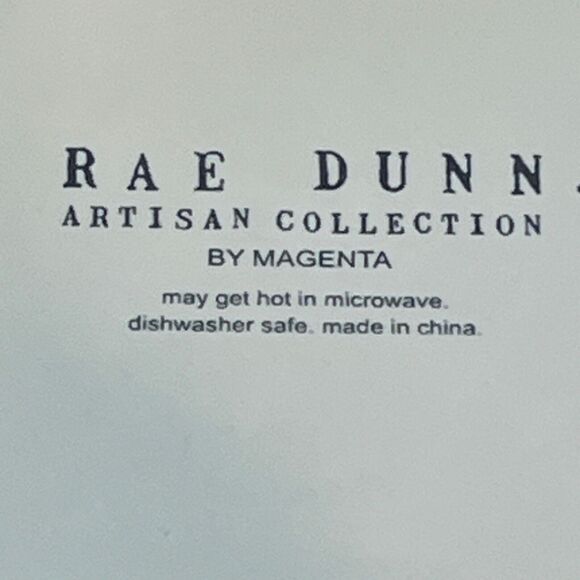 RAE DUNN.
ARTISAN COLLECTION
BY MAGENTA
may get hot in microwave.
dishwasher safe. made in china.